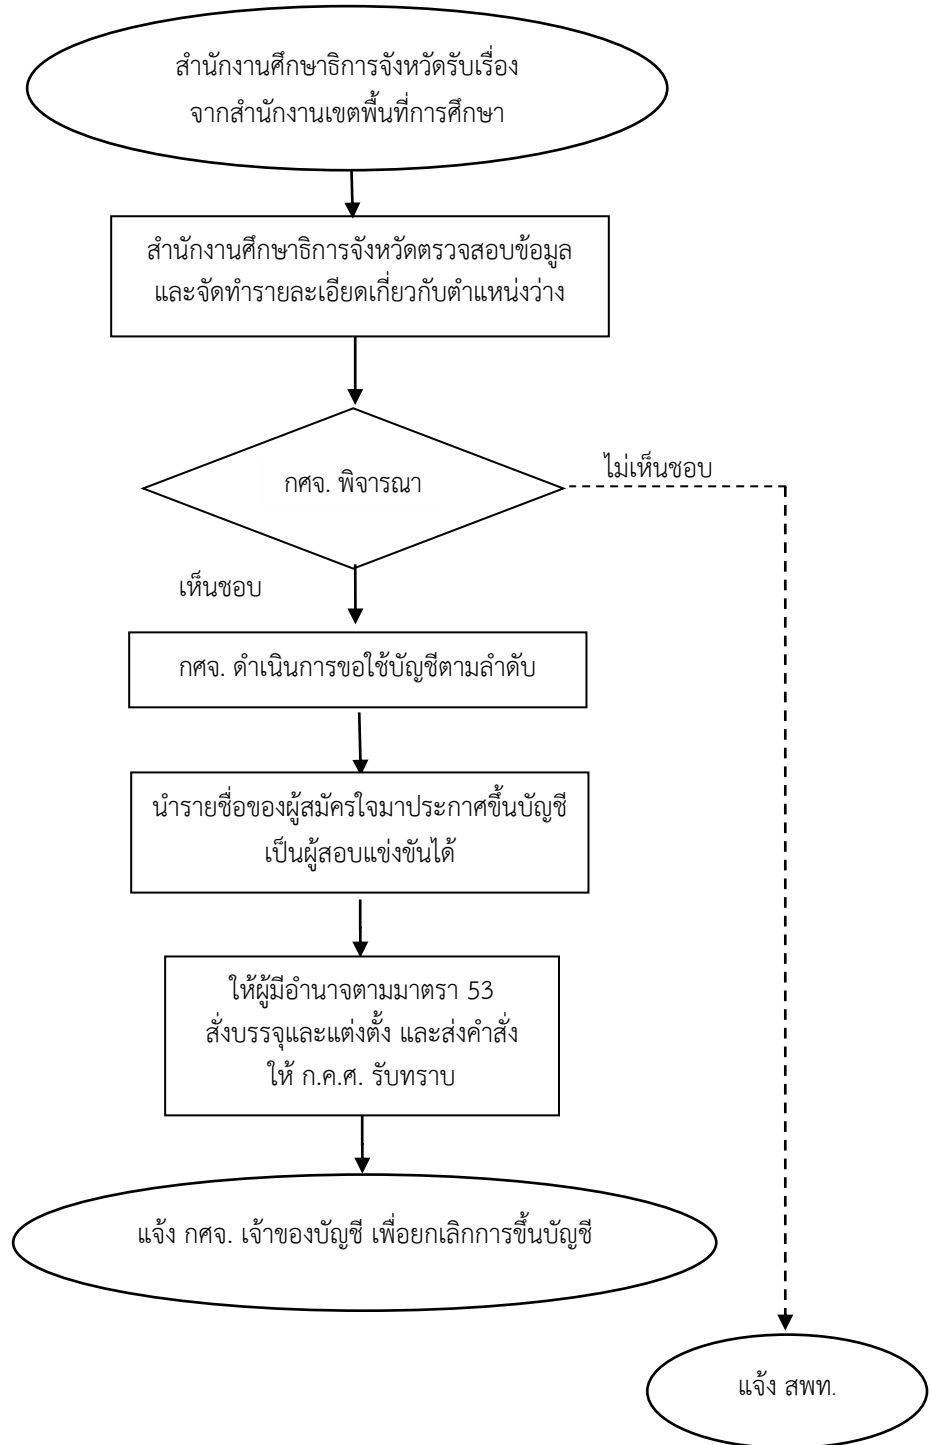 สำนักงานศึกษาธิการจังหวัดรับเรื่อง
จากสำนักงานเขตพื้นที่การศึกษา
สำนักงานศึกษาธิการจังหวัดตรวจสอบข้อมูล
และจัดทำรายละเอียดเกี่ยวกับตำแหน่งว่าง
กศจ. พิจารณา
ไม่เห็นชอบ
เห็นชอบ
กศจ. ดำเนินการขอใช้บัญชีตามลำดับ
นำรายชื่อของผู้สมัครใจมาประกาศขึ้นบัญชี
เป็นผู้สอบแข่งขันได้
ให้ผู้มีอำนาจตามมาตรา 53
สั่งบรรจุและแต่งตั้ง และส่งคำสั่ง
ให้ ก.ค.ศ. รับทราบ
แจ้ง กศจ. เจ้าของบัญชี เพื่อยกเลิกการขึ้นบัญชี
แจ้ง สพท.